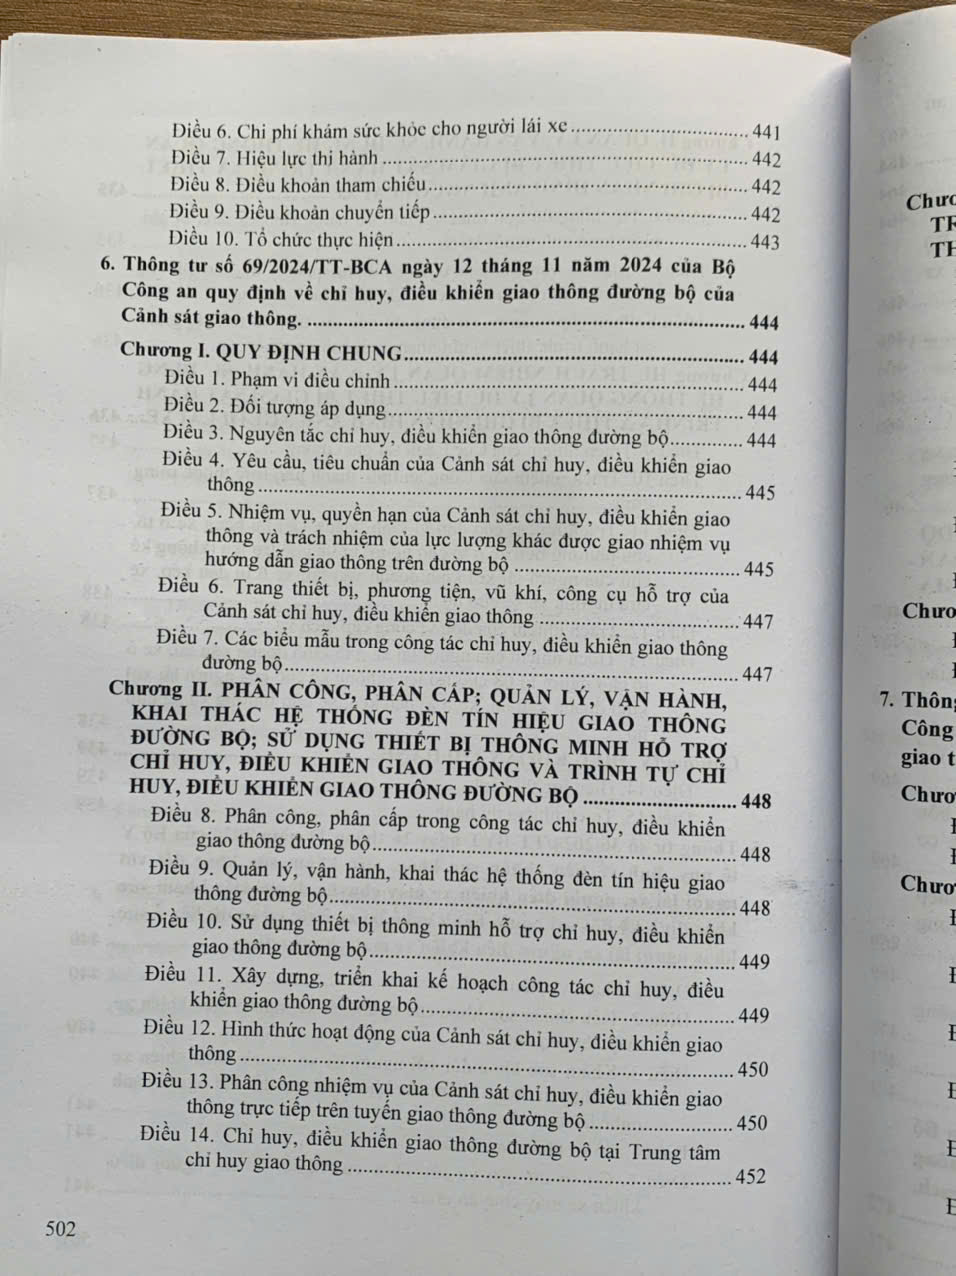 Điều 6. Chi phí khám sức khỏe cho người lái xe ........ 441
Điều 7. Hiệu lực thi hành ........ 442
Điều 8. Điều khoản tham chiếu ........ 442
Điều 9. Điều khoản chuyển tiếp ........ 442
Điều 10. Tổ chức thực hiện ........ 443
6. Thông tư số 69/2024/TT-BCA ngày 12 tháng 11 năm 2024 của Bộ
Công an quy định về chỉ huy, điều khiển giao thông đường bộ của
Cảnh sát giao thông. ........ 444
Chương I. QUY ĐỊNH CHUNG ........ 444
Điều 1. Phạm vi điều chỉnh ........ 444
Điều 2. Đối tượng áp dụng ........ 444
Điều 3. Nguyên tắc chỉ huy, điều khiển giao thông đường bộ ........ 444
Điều 4. Yêu cầu, tiêu chuẩn của Cảnh sát chỉ huy, điều khiển giao
thông ........ 445
Điều 5. Nhiệm vụ, quyền hạn của Cảnh sát chỉ huy, điều khiển giao
thông và trách nhiệm của lực lượng khác được giao nhiệm vụ
hướng dẫn giao thông trên đường bộ ........ 445
Điều 6. Trang thiết bị, phương tiện, vũ khí, công cụ hỗ trợ của
Cảnh sát chỉ huy, điều khiển giao thông ........ 447
Điều 7. Các biểu mẫu trong công tác chỉ huy, điều khiển giao thông
đường bộ ........ 447
Chương II. PHÂN CÔNG, PHÂN CẤP; QUẢN LÝ, VẬN HÀNH,
KHAI THÁC HỆ THỐNG ĐÈN TÍN HIỆU GIAO THÔNG
ĐƯỜNG BỘ; SỬ DỤNG THIẾT BỊ THÔNG MINH HỖ TRỢ
CHỈ HUY, ĐIỀU KHIỂN GIAO THÔNG VÀ TRÌNH TỰ CHỈ
HUY, ĐIỀU KHIỂN GIAO THÔNG ĐƯỜNG BỘ ........ 448
Điều 8. Phân công, phân cấp trong công tác chỉ huy, điều khiển
giao thông đường bộ ........ 448
Điều 9. Quản lý, vận hành, khai thác hệ thống đèn tín hiệu giao
thông đường bộ ........ 448
Điều 10. Sử dụng thiết bị thông minh hỗ trợ chỉ huy, điều khiển
giao thông đường bộ ........ 449
Điều 11. Xây dựng, triển khai kế hoạch công tác chỉ huy, điều
khiển giao thông đường bộ ........ 449
Điều 12. Hình thức hoạt động của Cảnh sát chỉ huy, điều khiển giao
thông ........ 450
Điều 13. Phân công nhiệm vụ của Cảnh sát chỉ huy, điều khiển giao
thông trực tiếp trên tuyến giao thông đường bộ ........ 450
Điều 14. Chỉ huy, điều khiển giao thông đường bộ tại Trung tâm
chỉ huy giao thông ........ 452
502
7. Thông
Công
giao t